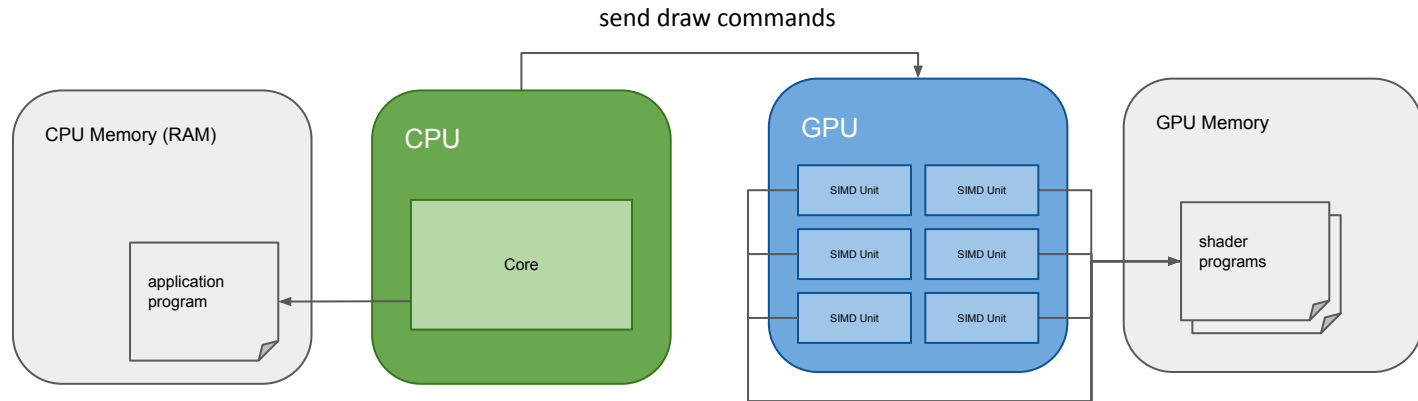 send draw commands
CPU Memory (RAM)
application
program
CPU
Core
GPU
SIMD Unit
SIMD Unit
SIMD Unit
SIMD Unit
SIMD Unit
SIMD Unit
GPU Memory
shader
programs